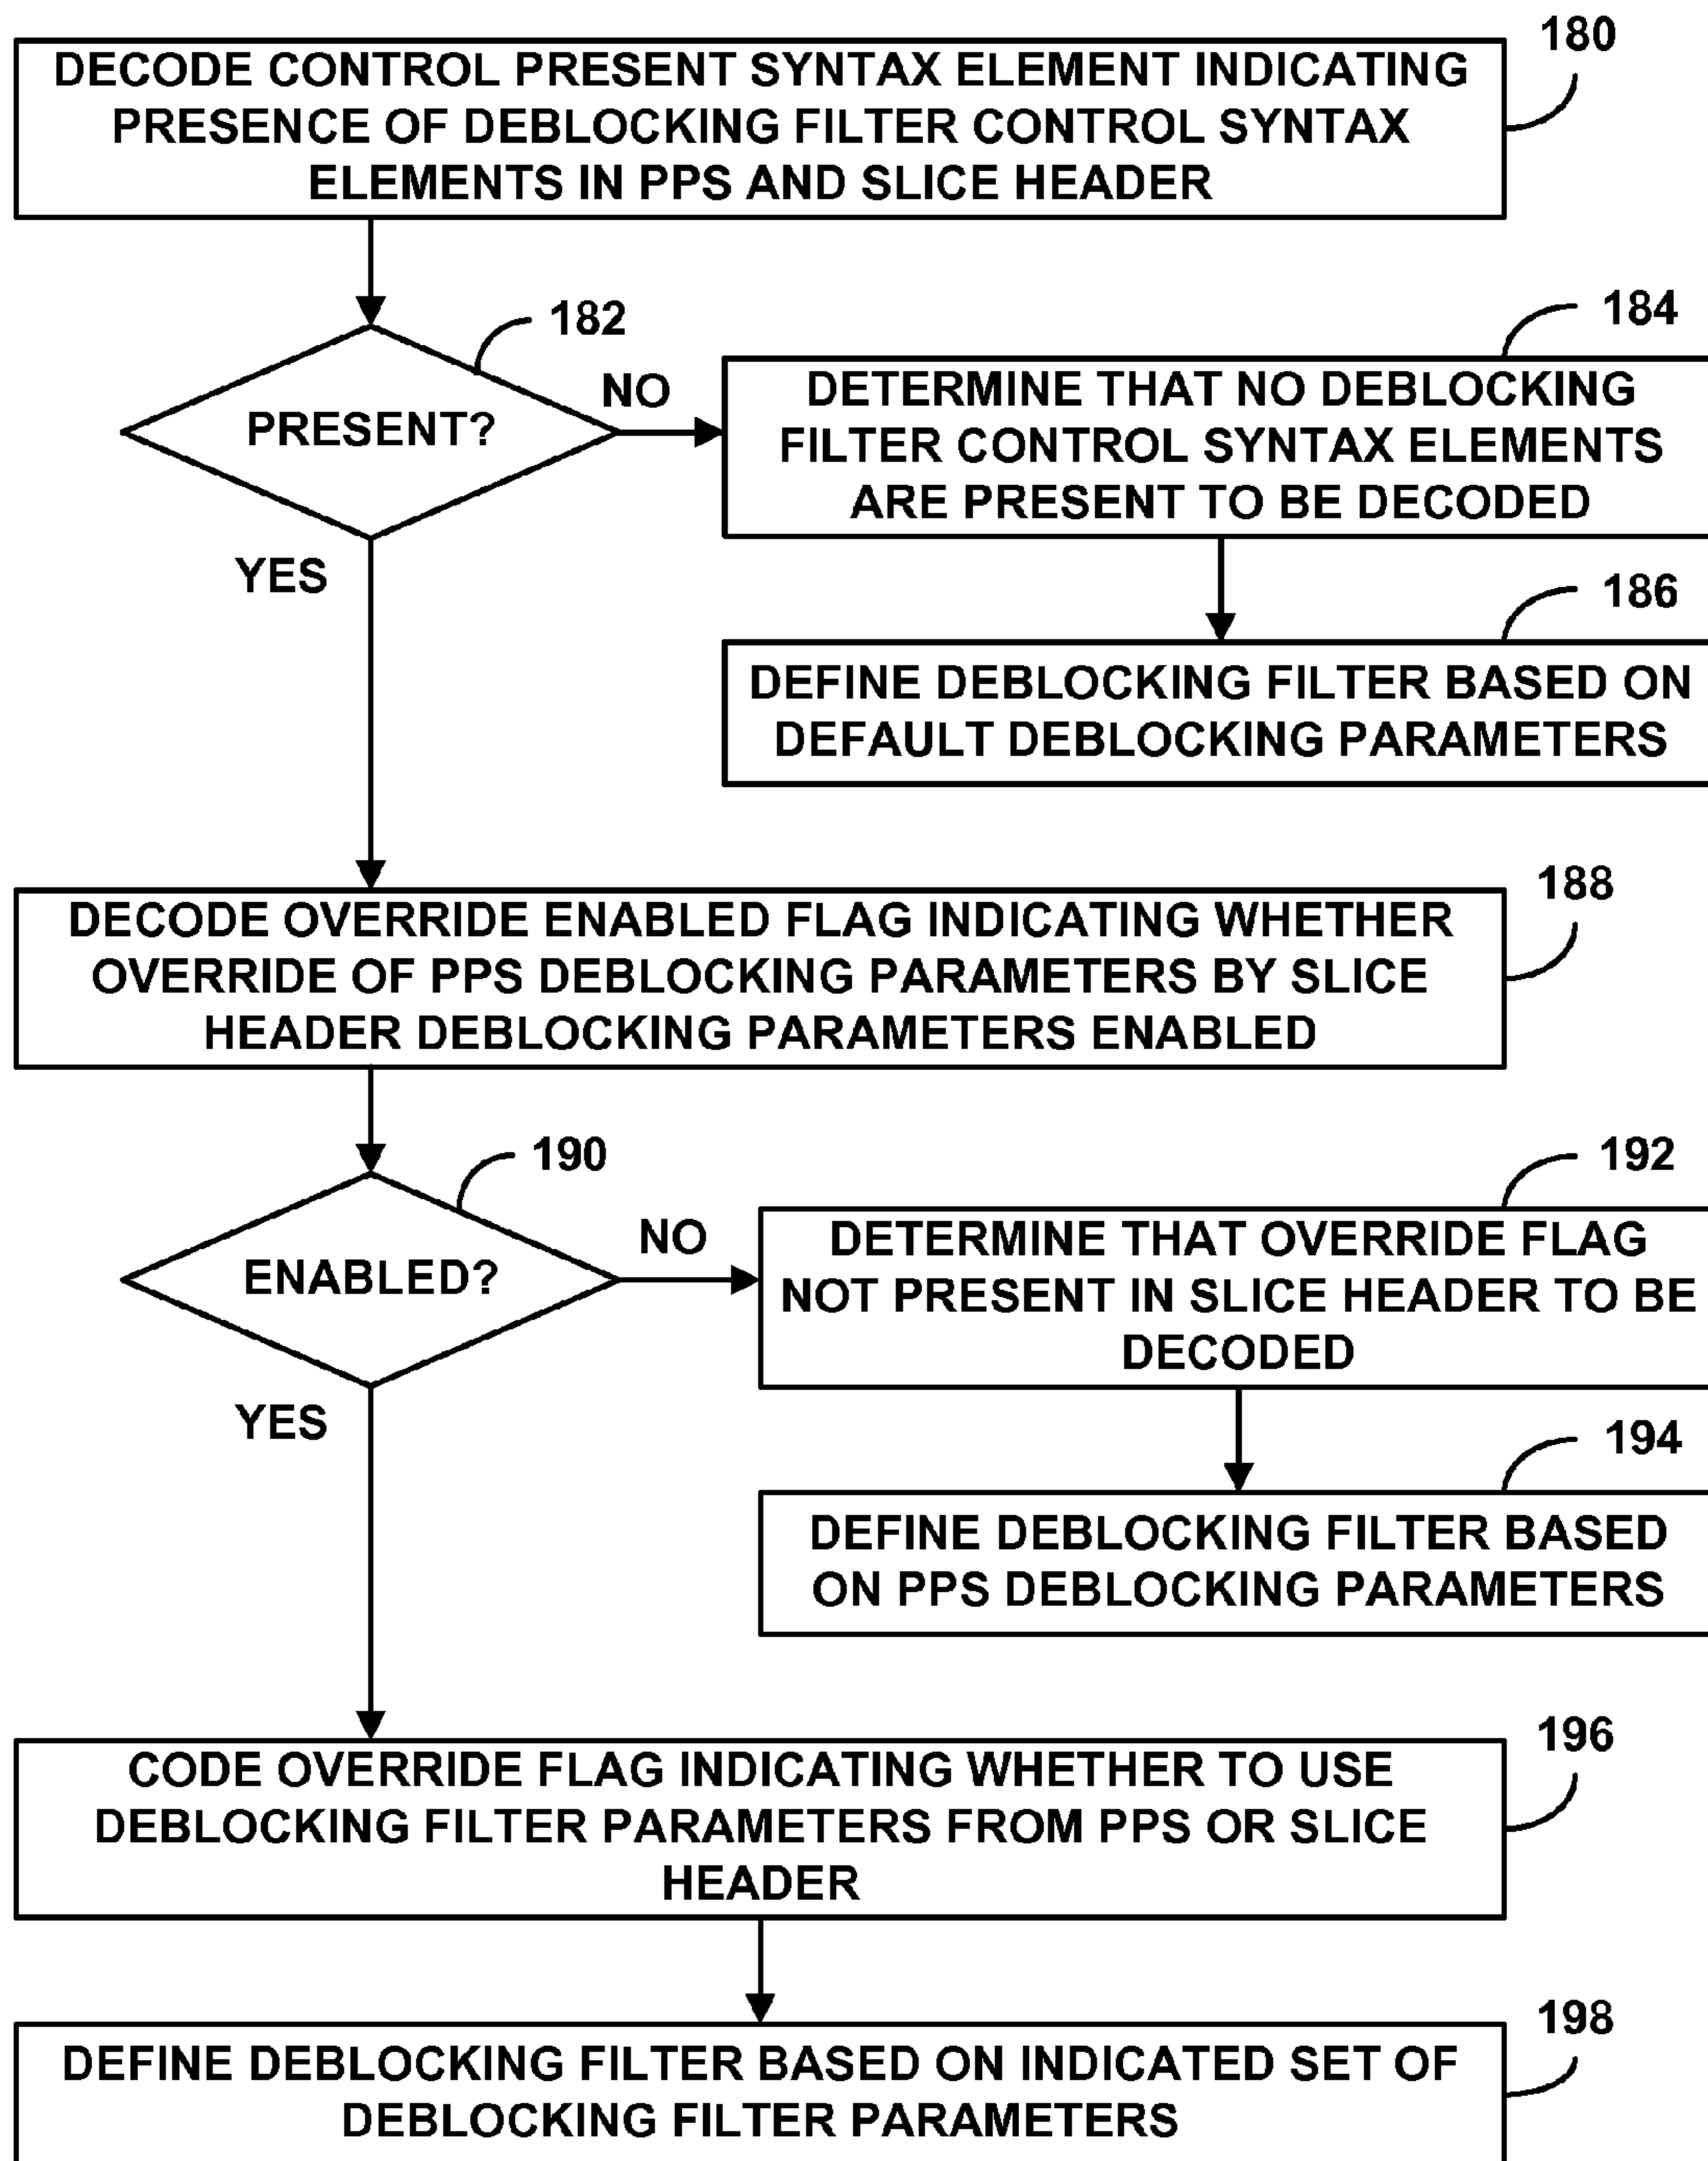 180
DECODE CONTROL PRESENT SYNTAX ELEMENT INDICATING
PRESENCE OF DEBLOCKING FILTER CONTROL SYNTAX
ELEMENTS IN PPS AND SLICE HEADER
182
184
PRESENT?
NO
DETERMINE THAT NO DEBLOCKING
FILTER CONTROL SYNTAX ELEMENTS
ARE PRESENT TO BE DECODED
YES
186
DEFINE DEBLOCKING FILTER BASED ON
DEFAULT DEBLOCKING PARAMETERS
188
DECODE OVERRIDE ENABLED FLAG INDICATING WHETHER
OVERRIDE OF PPS DEBLOCKING PARAMETERS BY SLICE
HEADER DEBLOCKING PARAMETERS ENABLED
190
192
ENABLED?
NO
DETERMINE THAT OVERRIDE FLAG
NOT PRESENT IN SLICE HEADER TO BE
DECODED
YES
194
DEFINE DEBLOCKING FILTER BASED
ON PPS DEBLOCKING PARAMETERS
196
CODE OVERRIDE FLAG INDICATING WHETHER TO USE
DEBLOCKING FILTER PARAMETERS FROM PPS OR SLICE
HEADER
198
DEFINE DEBLOCKING FILTER BASED ON INDICATED SET OF
DEBLOCKING FILTER PARAMETERS